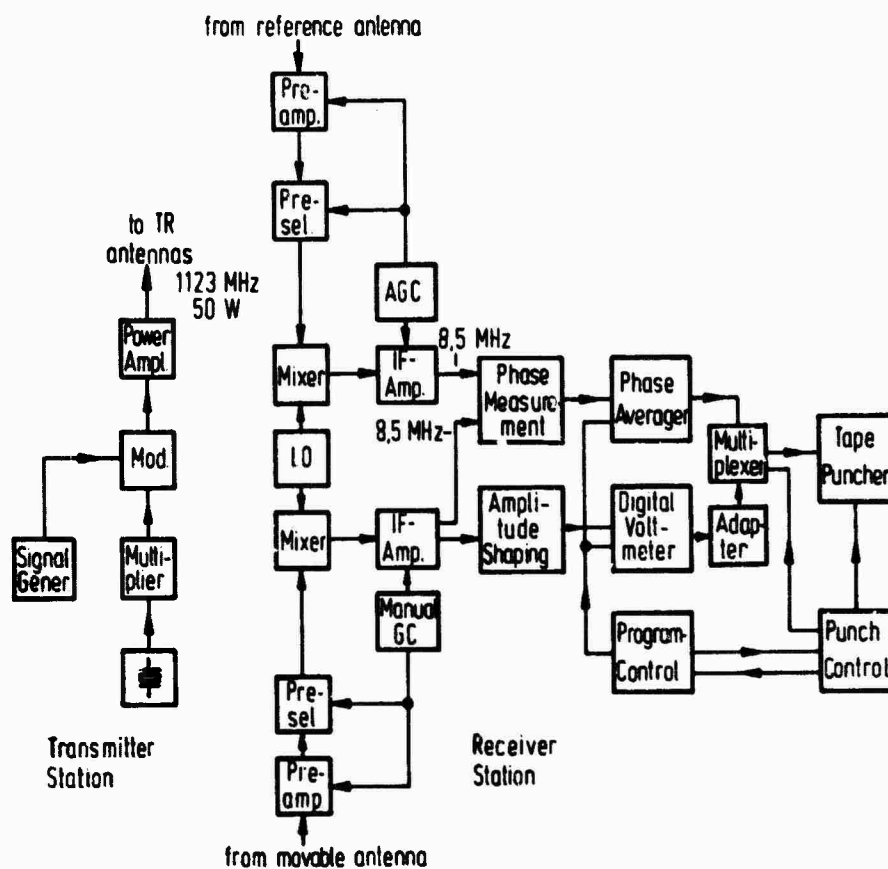 from reference antenna
Pre-
amp.
Pre-
sel.
to TR
antennas
1123 MHz
50 W
AGC
Power
Ampl.
Mixer
IF-
Amp.
8,5 MHz
Phase
Measure
ment
Phase
Averager
8,5 MHz
Mod.
LO
Multi-
plexer
Tape
Puncher
Signal
Gener
Multi-
plier
Mixer
IF-
Amp.
Ampli-
tude
Shaping
Digital
Volt-
meter
Adap-
ter
Manual
GC
Program-
Control
Punch
Control
Pre-
sel
Transmitter
Station
Receiver
Station
Pre-
amp
from movable antenna